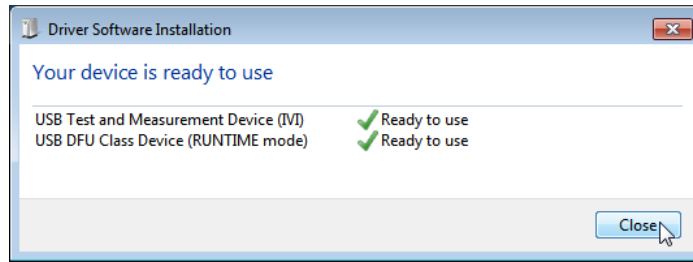 Driver Software Installation
Your device is ready to use
USB Test and Measurement Device (IVI) Ready to use
USB DFU Class Device (RUNTIME mode) Ready to use
Close